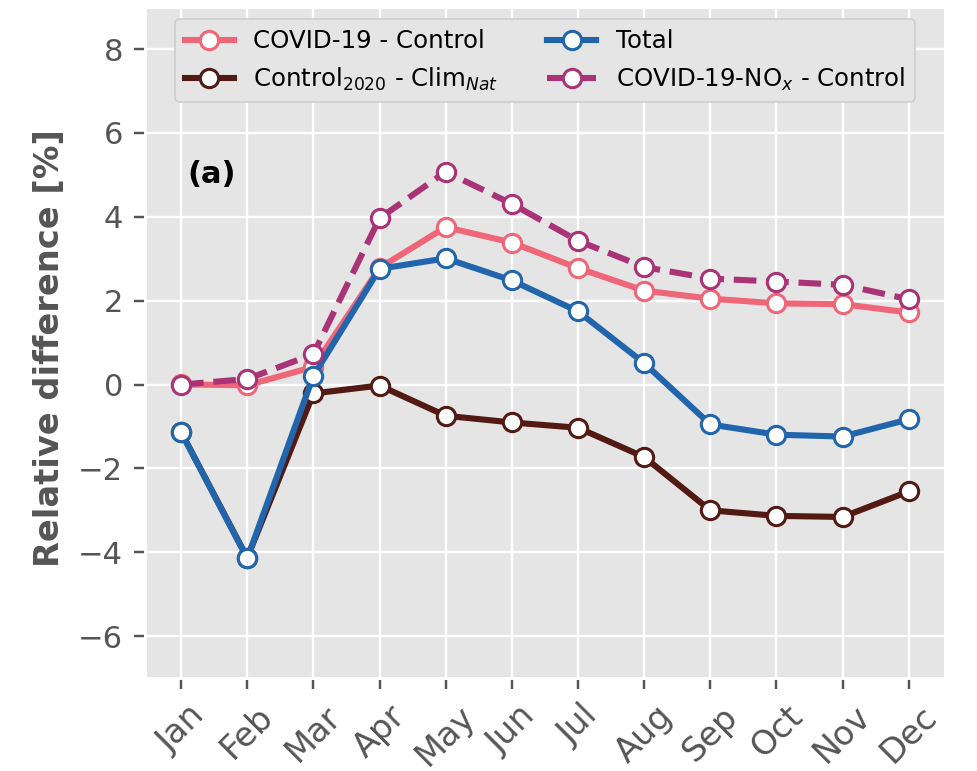 COVID-19 - Control
Total
Control₂₀₂₀ - Clim_Nat
COVID-19-NOₓ - Control
(a)
Relative difference [%]
8
6
4
2
0
−2
−4
−6
Jan Feb Mar Apr May Jun Jul Aug Sep Oct Nov Dec